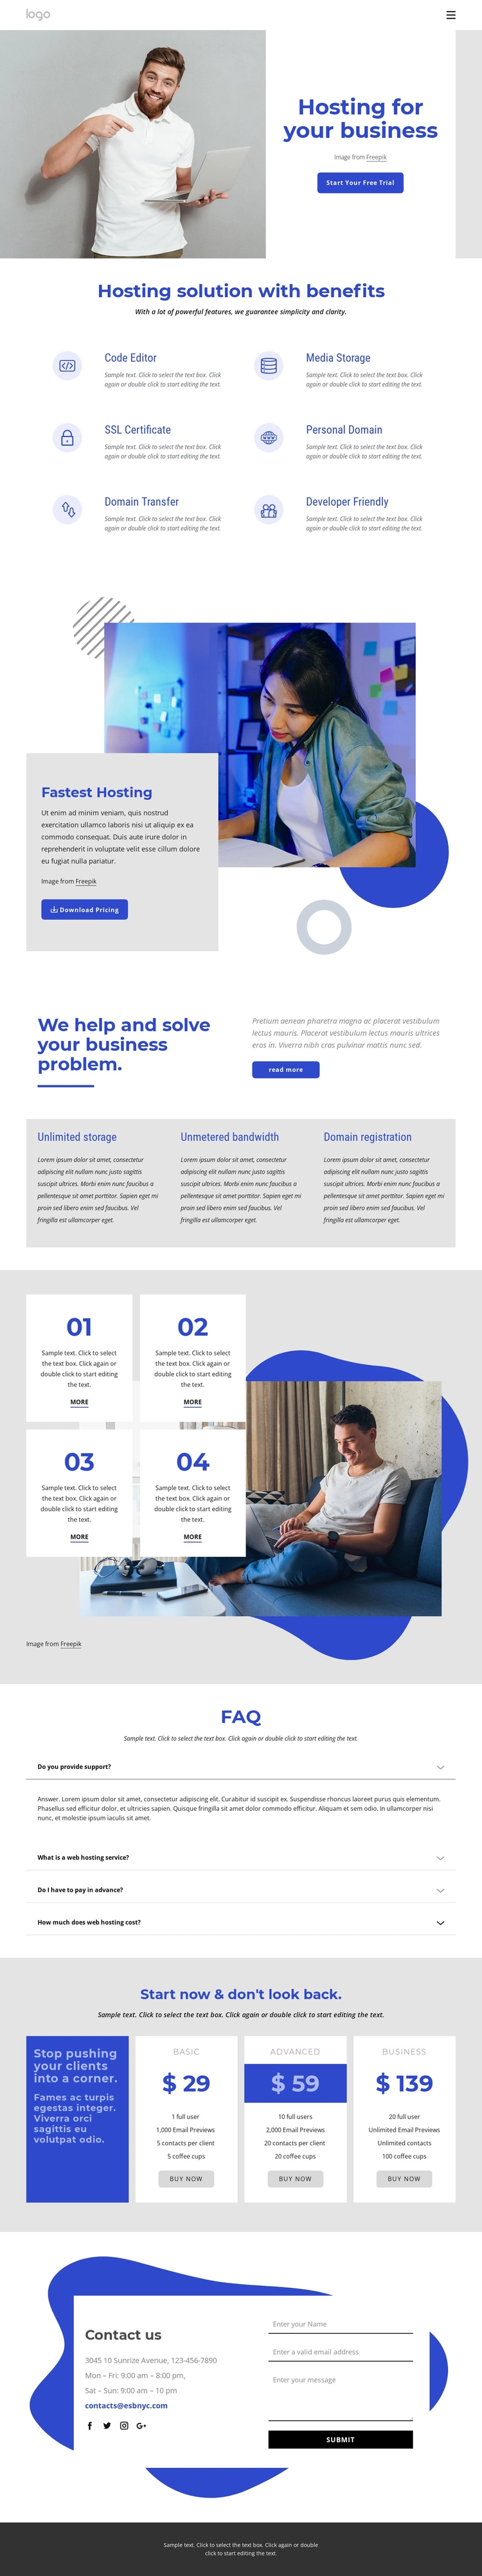 logo
Hosting for
your business
Image from Freepik
Start Your Free Trial
Hosting solution with benefits
With a lot of powerful features, we guarantee simplicity and clarity.
Code Editor
Sample text. Click to select the text box. Click
again or double click to start editing the text.
Media Storage
Sample text. Click to select the text box. Click
again or double click to start editing the text.
SSL Certificate
Sample text. Click to select the text box. Click
again or double click to start editing the text.
Personal Domain
Sample text. Click to select the text box. Click
again or double click to start editing the text.
Domain Transfer
Sample text. Click to select the text box. Click
again or double click to start editing the text.
Developer Friendly
Sample text. Click to select the text box. Click
again or double click to start editing the text.
Fastest Hosting
Ut enim ad minim veniam, quis nostrud
exercitation ullamco laboris nisi ut aliquip ex ea
commodo consequat. Duis aute irure dolor in
reprehenderit in voluptate velit esse cillum dolore
eu fugiat nulla pariatur.
Image from Freepik
Download Pricing
We help and solve
your business
problem.
Pretium aenean pharetra magna ac placerat vestibulum
lectus mauris. Placerat vestibulum lectus mauris ultrices
eros in. Viverra nibh cras pulvinar mattis nunc sed.
read more
Unlimited storage
Lorem ipsum dolor sit amet, consectetur
adipiscing elit nullam nunc justo sagittis
suscipit ultrices. Morbi enim nunc faucibus a
pellentesque sit amet porttitor. Sapien eget mi
proin sed libero enim sed faucibus. Vel
fringilla est ullamcorper eget.
Unmetered bandwidth
Lorem ipsum dolor sit amet, consectetur
adipiscing elit nullam nunc justo sagittis
suscipit ultrices. Morbi enim nunc faucibus a
pellentesque sit amet porttitor. Sapien eget mi
proin sed libero enim sed faucibus. Vel
fringilla est ullamcorper eget.
Domain registration
Lorem ipsum dolor sit amet, consectetur
adipiscing elit nullam nunc justo sagittis
suscipit ultrices. Morbi enim nunc faucibus a
pellentesque sit amet porttitor. Sapien eget mi
proin sed libero enim sed faucibus. Vel
fringilla est ullamcorper eget.
01
Sample text. Click to select
the text box. Click again or
double click to start editing
the text.
MORE
02
Sample text. Click to select
the text box. Click again or
double click to start editing
the text.
MORE
03
Sample text. Click to select
the text box. Click again or
double click to start editing
the text.
MORE
04
Sample text. Click to select
the text box. Click again or
double click to start editing
the text.
MORE
Image from Freepik
FAQ
Sample text. Click to select the text box. Click again or double click to start editing the text.
Do you provide support?
Answer. Lorem ipsum dolor sit amet, consectetur adipiscing elit. Curabitur id suscipit ex. Suspendisse rhoncus laoreet purus quis elementum.
Phasellus sed efficitur dolor, et ultricies sapien. Quisque fringilla sit amet dolor commodo efficitur. Aliquam et sem odio. In ullamcorper nisi
nunc, et molestie ipsum iaculis sit amet.
What is a web hosting service?
Do I have to pay in advance?
How much does web hosting cost?
Start now & don't look back.
Sample text. Click to select the text box. Click again or double click to start editing the text.
Stop pushing
your clients
into a corner.
Fames ac turpis
egestas integer.
Viverra orci
sagittis eu
volutpat odio.
BASIC
$ 29
1 full user
1,000 Email Previews
5 contacts per client
5 coffee cups
BUY NOW
ADVANCED
$ 59
10 full users
2,000 Email Previews
20 contacts per client
20 coffee cups
BUY NOW
BUSINESS
$ 139
20 full user
Unlimited Email Previews
Unlimited contacts
100 coffee cups
BUY NOW
Contact us
3045 10 Sunrize Avenue, 123-456-7890
Mon – Fri: 9:00 am – 8:00 pm,
Sat – Sun: 9:00 am – 10 pm
contacts@esbnyc.com
Enter your Name
Enter a valid email address
Enter your message
SUBMIT
Sample text. Click to select the text box. Click again or double
click to start editing the text.